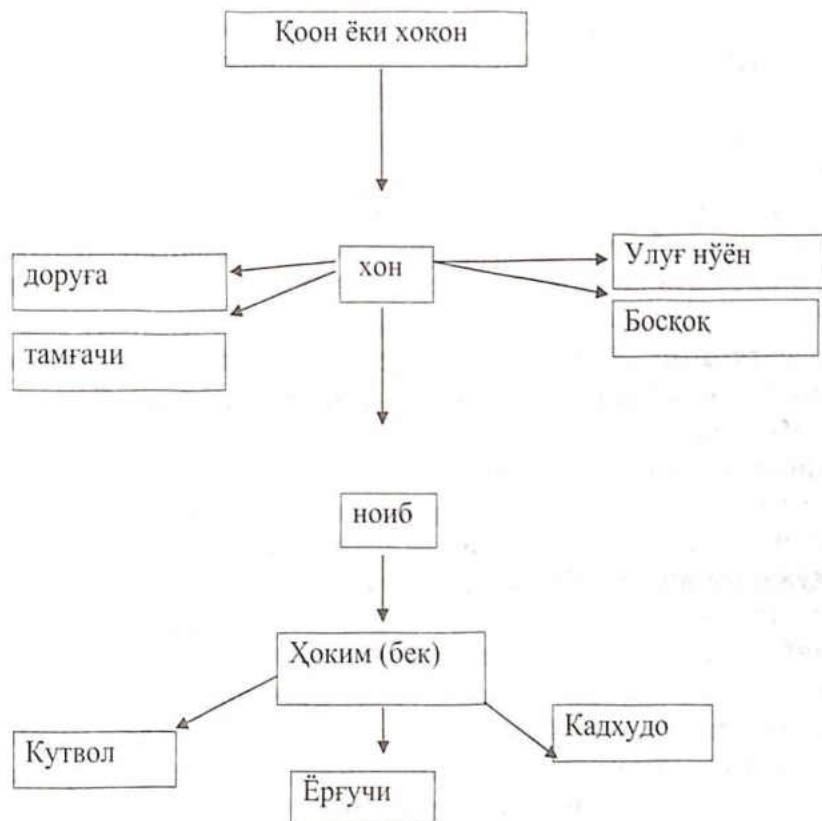 Қоон ёки хоқон
доруға
хон
Улуғ нўён
тамғачи
Босқоқ
ноиб
Ҳоким (бек)
Кутвол
Ёрғучи
Кадхудо